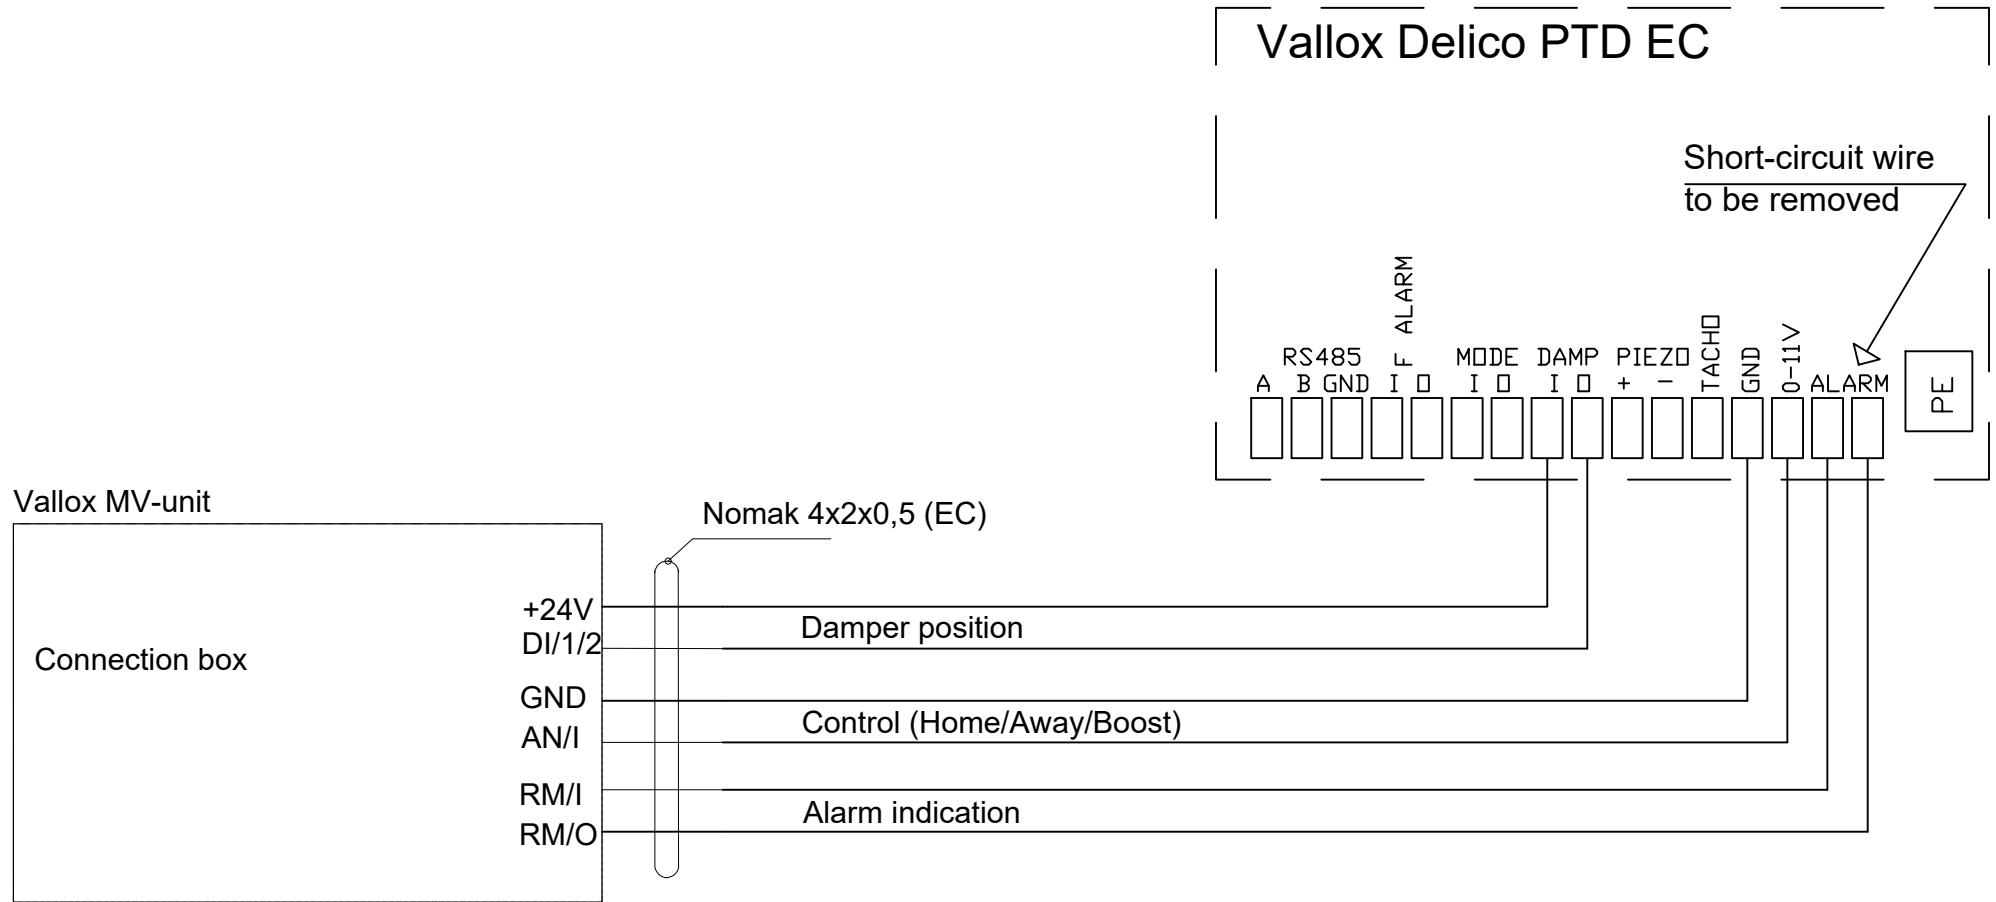 Vallox Delico PTD EC
Short-circuit wire
to be removed
F ALARM
TACHO
GND
0-11V
RS485 MODE DAMP PIEZO
A B GND I O I O I O + - ALARM
PE
Vallox MV-unit
Nomak 4x2x0,5 (EC)
+24V
Damper position
DI/1/2
Connection box
GND
Control (Home/Away/Boost)
AN/I
RM/I
Alarm indication
RM/O